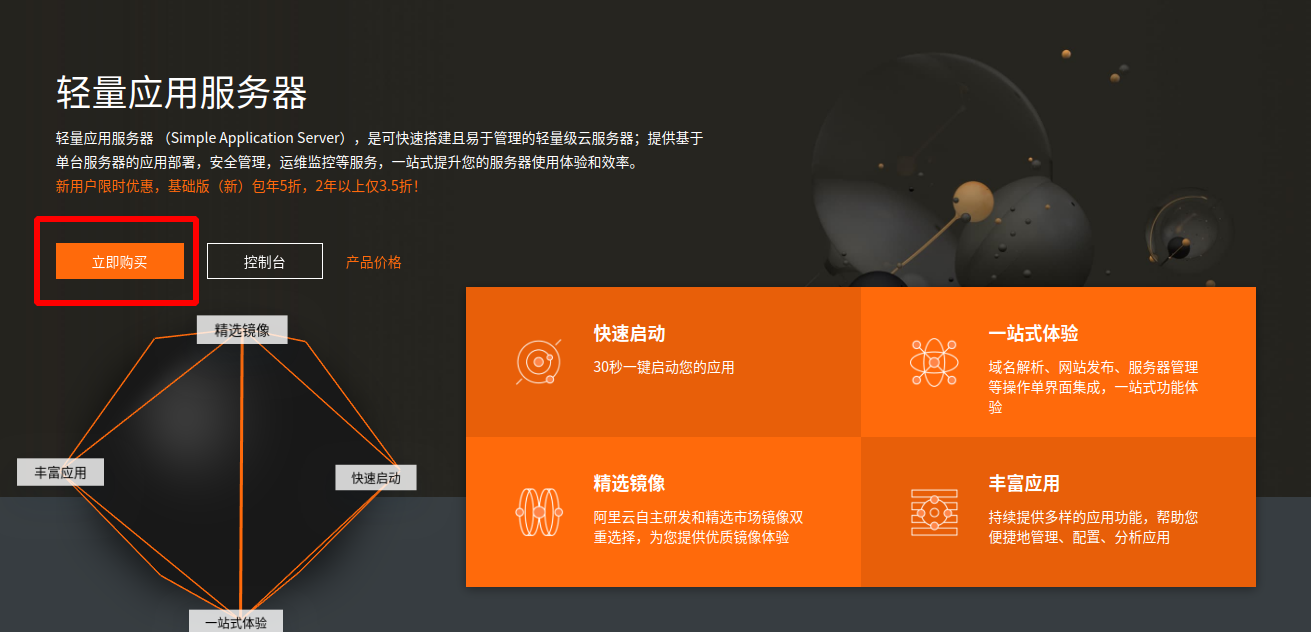 轻量应用服务器
轻量应用服务器 （Simple Application Server），是可快速搭建且易于管理的轻量级云服务器；提供基于
单台服务器的应用部署，安全管理，运维监控等服务，一站式提升您的服务器使用体验和效率。
新用户限时优惠，基础版（新）包年5折，2年以上仅3.5折！
立即购买
控制台
产品价格
精选镜像
丰富应用
快速启动
一站式体验
快速启动
30秒一键启动您的应用
一站式体验
域名解析、网站发布、服务器管理
等操作单界面集成，一站式功能体
验
精选镜像
阿里云自主研发和精选市场镜像双
重选择，为您提供优质镜像体验
丰富应用
持续提供多样的应用功能，帮助您
便捷地管理、配置、分析应用